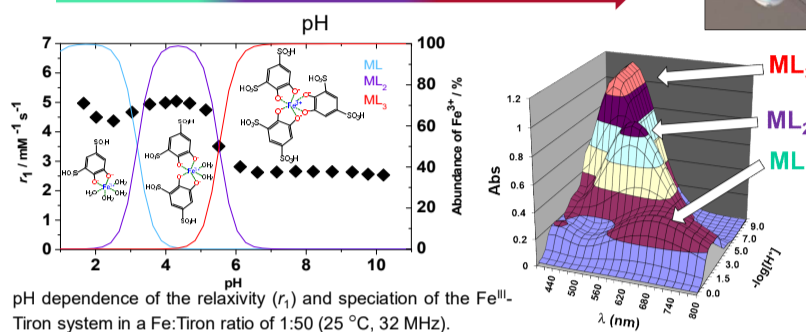 pH
7
6
5
4
3
2
1
0
r₁ / mM⁻¹ s⁻¹
100
80
60
40
20
0
Abundance of Fe³⁺ / %
2 4 6 8 10
pH
ML
ML₂
ML₃
1.2
1
0.8
0.6
0.4
0.2
0
Abs
440 500 560 620 680 740 800
λ (nm)
0.0
1.5
3.0
5.0
7.0
9.0
-log[H⁺]
ML
ML
ML
pH dependence of the relaxivity (r₁) and speciation of the Feᴵᴵᴵ-
Tiron system in a Fe:Tiron ratio of 1:50 (25 °C, 32 MHz).